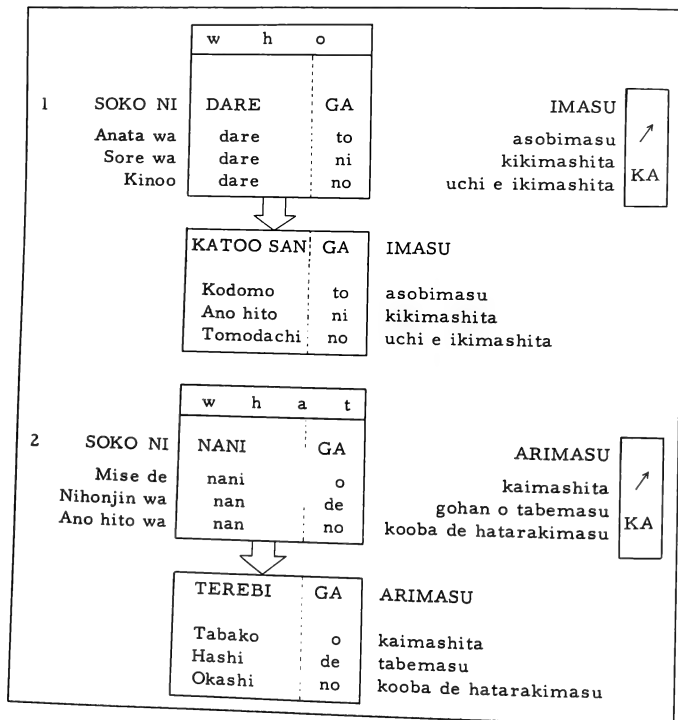 w h o
1 SOKO NI DARE GA IMASU ↗
Anata wa dare to asobimasu
Sore wa dare ni kikimashita KA
Kinoo dare no uchi e ikimashita
KATOO SAN GA IMASU
Kodomo to asobimasu
Ano hito ni kikimashita
Tomodachi no uchi e ikimashita
w h a t
2 SOKO NI NANI GA ARIMASU
Mise de nani o kaimashita ↗
Nihonjin wa nan de gohan o tabemasu
Ano hito wa nan no kooba de hatarakimasu KA
TEREBI GA ARIMASU
Tabako o kaimashita
Hashi de tabemasu
Okashi no kooba de hatarakimasu